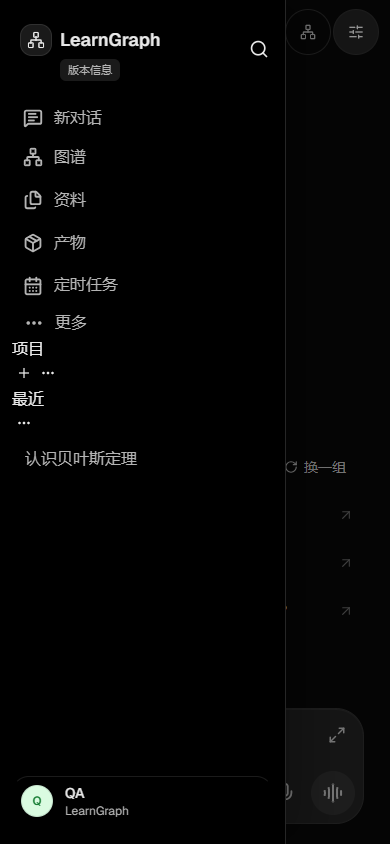 LearnGraph
版本信息
新对话
图谱
资料
产物
定时任务
更多
项目
最近
认识贝叶斯定理
换一组
Q
QA
LearnGraph